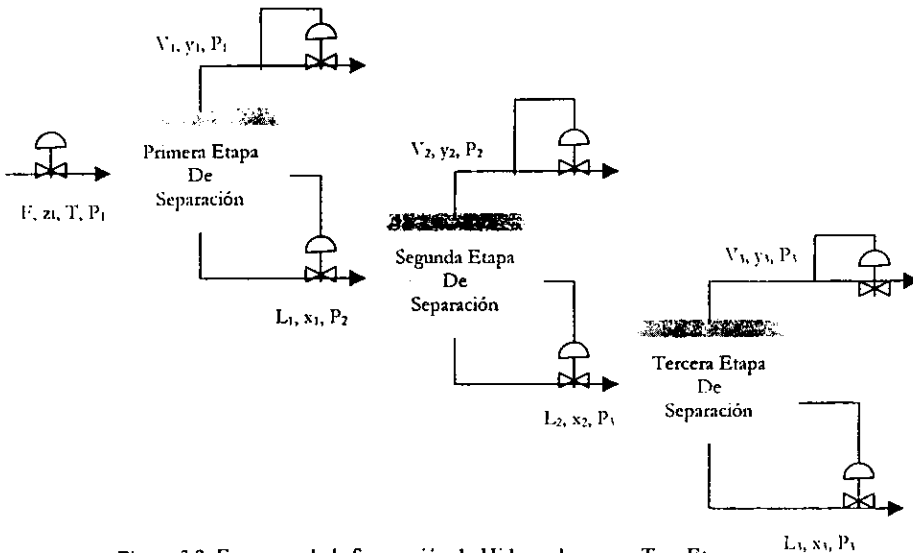 V₁, y₁, P₁
Primera Etapa
De
Separación
F, zi, T, P₁
L₁, x₁, P₂
V₂, y₂, P₂
Segunda Etapa
De
Separación
L₂, x₂, P₃
V₃, y₃, P₃
Tercera Etapa
De
Separación
L₃, x₃, P₃